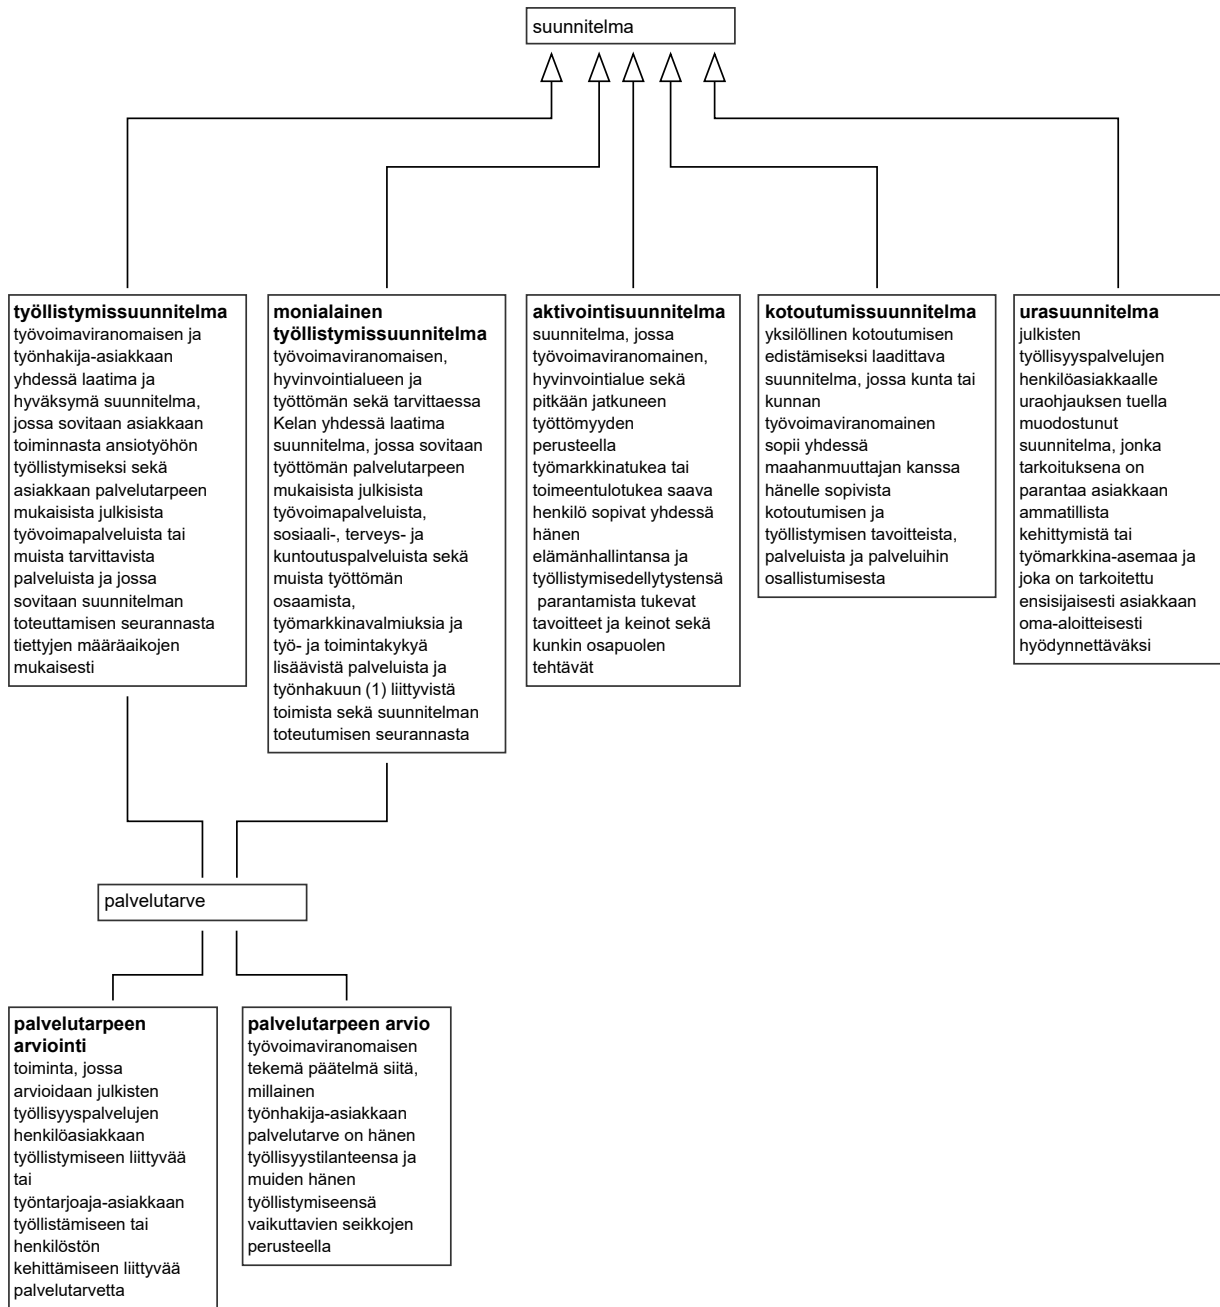 suunnitelma
työllistymissuunnitelma
työvoimaviranomaisen ja
työnhakija-asiakkaan
yhdessä laatima ja
hyväksymä suunnitelma,
jossa sovitaan asiakkaan
toiminnasta ansiotyöhön
työllistymiseksi sekä
asiakkaan palvelutarpeen
mukaisista julkisista
työvoimapalveluista tai
muista tarvittavista
palveluista ja jossa
sovitaan suunnitelman
toteuttamisen seurannasta
tiettyjen määräaikojen
mukaisesti
monialainen
työllistymissuunnitelma
työvoimaviranomaisen,
hyvinvointialueen ja
työttömän sekä tarvittaessa
Kelan yhdessä laatima
suunnitelma, jossa sovitaan
työttömän palvelutarpeen
mukaisista julkisista
työvoimapalveluista,
sosiaali-, terveys- ja
kuntoutuspalveluista sekä
muista työttömän
osaamista,
työmarkkinavalmiuksia ja
työ- ja toimintakykyä
lisäävistä palveluista ja
työnhakuun (1) liittyvistä
toimista sekä suunnitelman
toteutumisen seurannasta
aktivointisuunnitelma
suunnitelma, jossa
työvoimaviranomainen,
hyvinvointialue sekä
pitkään jatkuneen
työttömyyden
perusteella
työmarkkinatukea tai
toimeentulotukea saava
henkilö sopivat yhdessä
hänen
elämänhallintansa ja
työllistymisedellytystensä
parantamista tukevat
tavoitteet ja keinot sekä
kunkin osapuolen
tehtävät
kotoutumissuunnitelma
yksilöllinen kotoutumisen
edistämiseksi laadittava
suunnitelma, jossa kunta tai
kunnan
työvoimaviranomainen
sopii yhdessä
maahanmuuttajan kanssa
hänelle sopivista
kotoutumisen ja
työllistymisen tavoitteista,
palveluista ja palveluihin
osallistumisesta
urasuunnitelma
julkisten
työllisyyspalvelujen
henkilöasiakkaalle
uraohjauksen tuella
muodostunut
suunnitelma, jonka
tarkoituksena on
parantaa asiakkaan
ammatillista
kehittymistä tai
työmarkkina-asemaa ja
joka on tarkoitettu
ensisijaisesti asiakkaan
oma-aloitteisesti
hyödynnettäväksi
palvelutarve
palvelutarpeen
arviointi
toiminta, jossa
arvioidaan julkisten
työllisyyspalvelujen
henkilöasiakkaan
työllistymiseen liittyvää
tai
työntarjoaja-asiakkaan
työllistämiseen tai
henkilöstön
kehittämiseen liittyvää
palvelutarvetta
palvelutarpeen arvio
työvoimaviranomaisen
tekemä päätelmä siitä,
millainen
työnhakija-asiakkaan
palvelutarve on hänen
työllisyystilanteensa ja
muiden hänen
työllistymiseensä
vaikuttavien seikkojen
perusteella